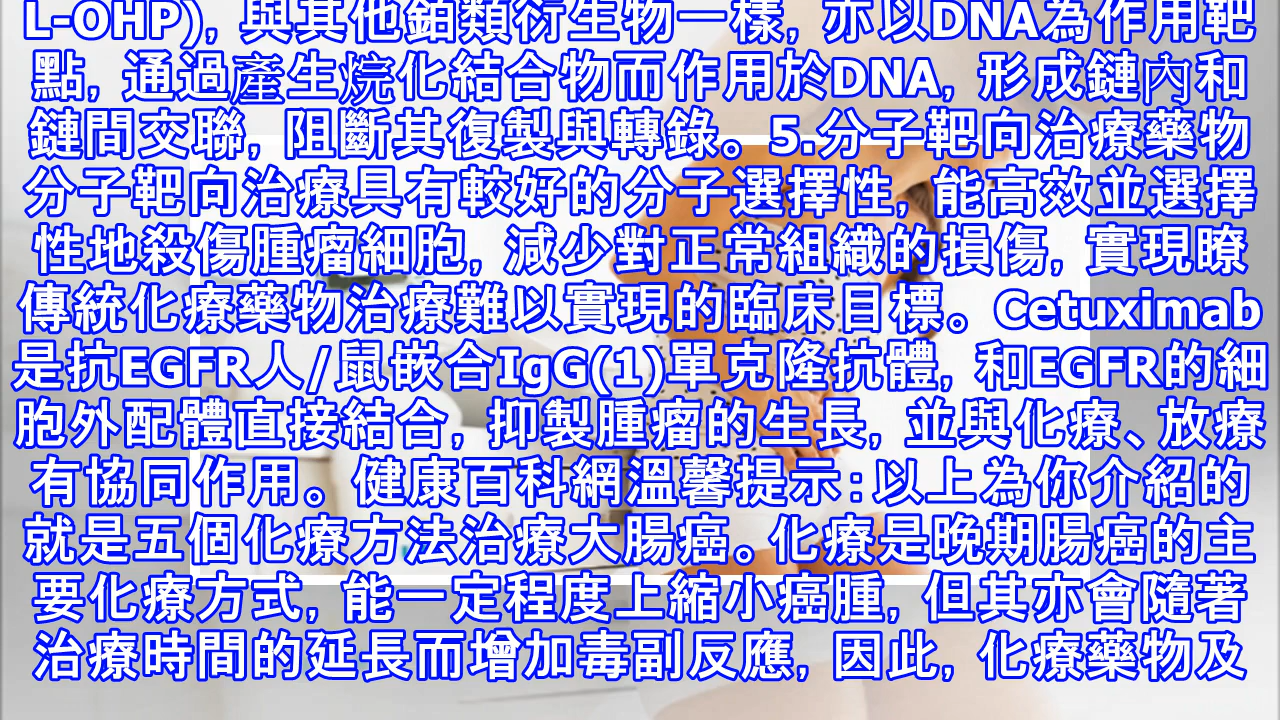 L-OHP), 與其他鉑類衍生物一樣, 亦以DNA為作用靶
點, 通過產生烷化結合物而作用於DNA, 形成鏈內和
鏈間交聯, 阻斷其復製與轉錄。5.分子靶向治療藥物
分子靶向治療具有較好的分子選擇性, 能高效並選擇
性地殺傷腫瘤細胞, 減少對正常組織的損傷, 實現瞭
傳統化療藥物治療難以實現的臨床目標。Cetuximab
是抗EGFR人/鼠嵌合IgG(1)單克隆抗體, 和EGFR的細
胞外配體直接結合, 抑製腫瘤的生長, 並與化療、放療
有協同作用。健康百科網溫馨提示:以上為你介紹的
就是五個化療方法治療大腸癌。化療是晚期腸癌的主
要化療方式, 能一定程度上縮小癌腫, 但其亦會隨著
治療時間的延長而增加毒副反應, 因此, 化療藥物及